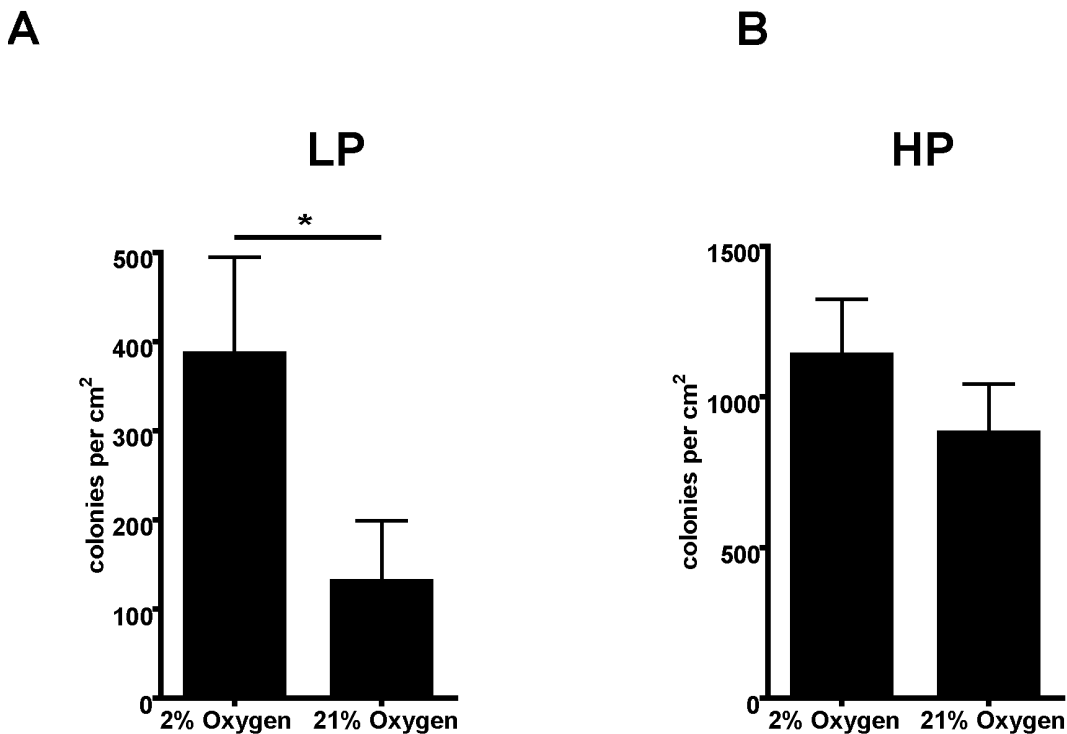 A
LP
*
500
400
300
200
100
0
colonies per cm²
2% Oxygen
21% Oxygen
B
HP
1500
1000
500
0
colonies per cm²
2% Oxygen
21% Oxygen